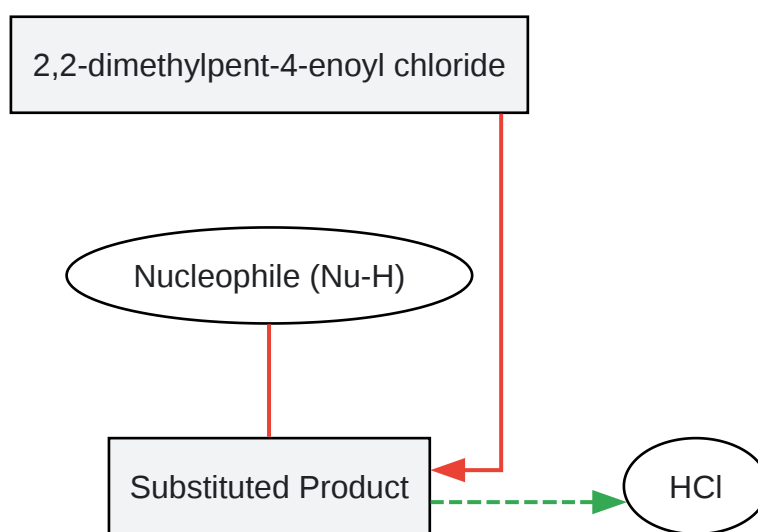 2,2-dimethylpent-4-enoyl chloride
Nucleophile (Nu-H)
Substituted Product
HCl